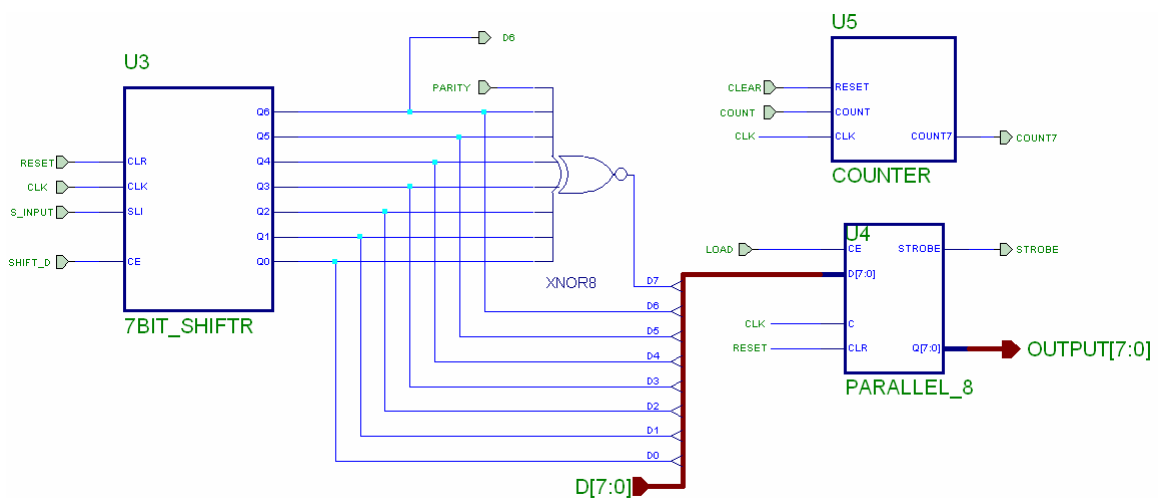 U3
RESET
CLK
S_INPUT
SHIFT_D
CLR
CLK
SLI
CE
Q6
Q5
Q4
Q3
Q2
Q1
Q0
7BIT_SHIFTR
D6
PARITY
XNOR8
D7
D6
D5
D4
D3
D2
D1
D0
D[7:0]
U5
CLEAR
COUNT
CLK
RESET
COUNT
CLK
COUNT7
COUNT7
COUNTER
U4
LOAD
CLK
RESET
CE
D[7:0]
C
CLR
STROBE
Q[7:0]
STROBE
OUTPUT[7:0]
PARALLEL_8